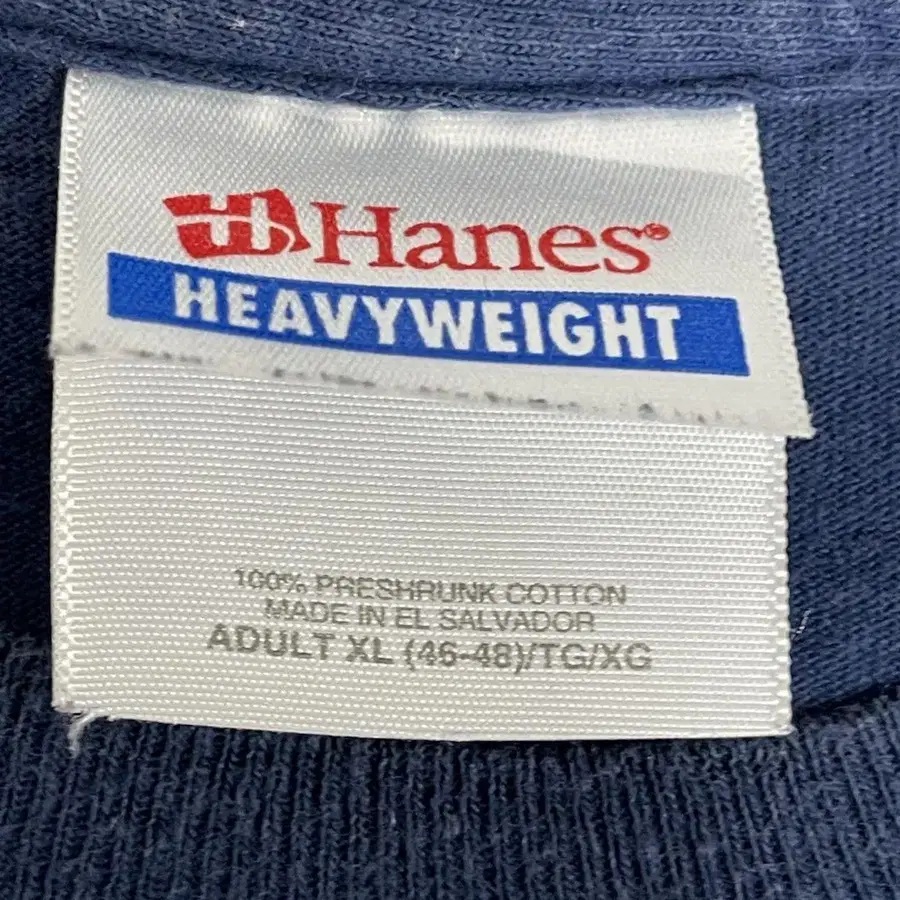 Hanes®
HEAVYWEIGHT
100% PRESHRUNK COTTON
MADE IN EL SALVADOR
ADULT XL (46-48)/TG/XG